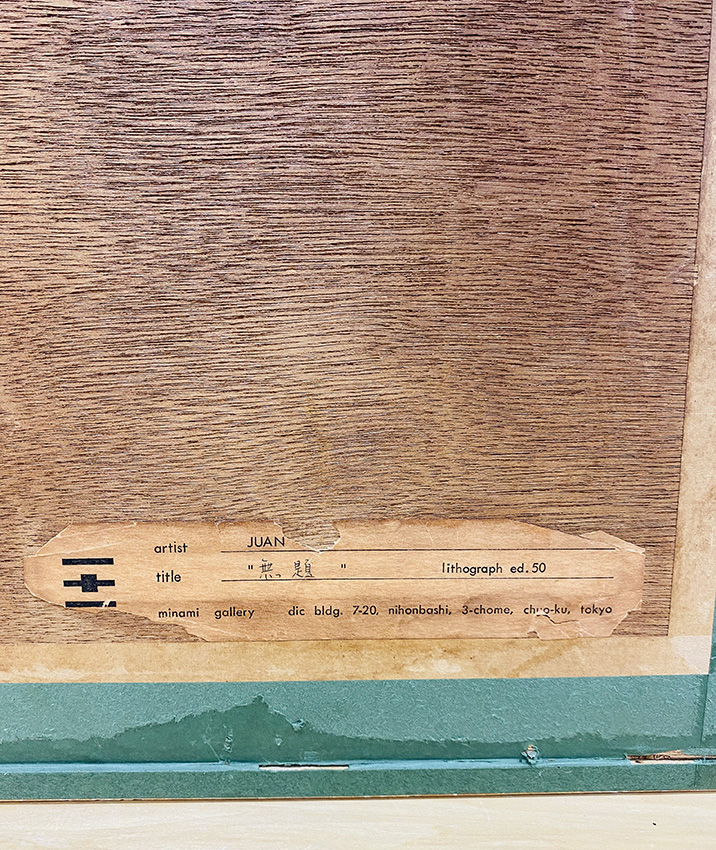 artist JUAN
title "無題" lithograph ed.50
minami gallery dic bldg. 7-20, nihonbashi, 3-chome, chuo-ku, tokyo